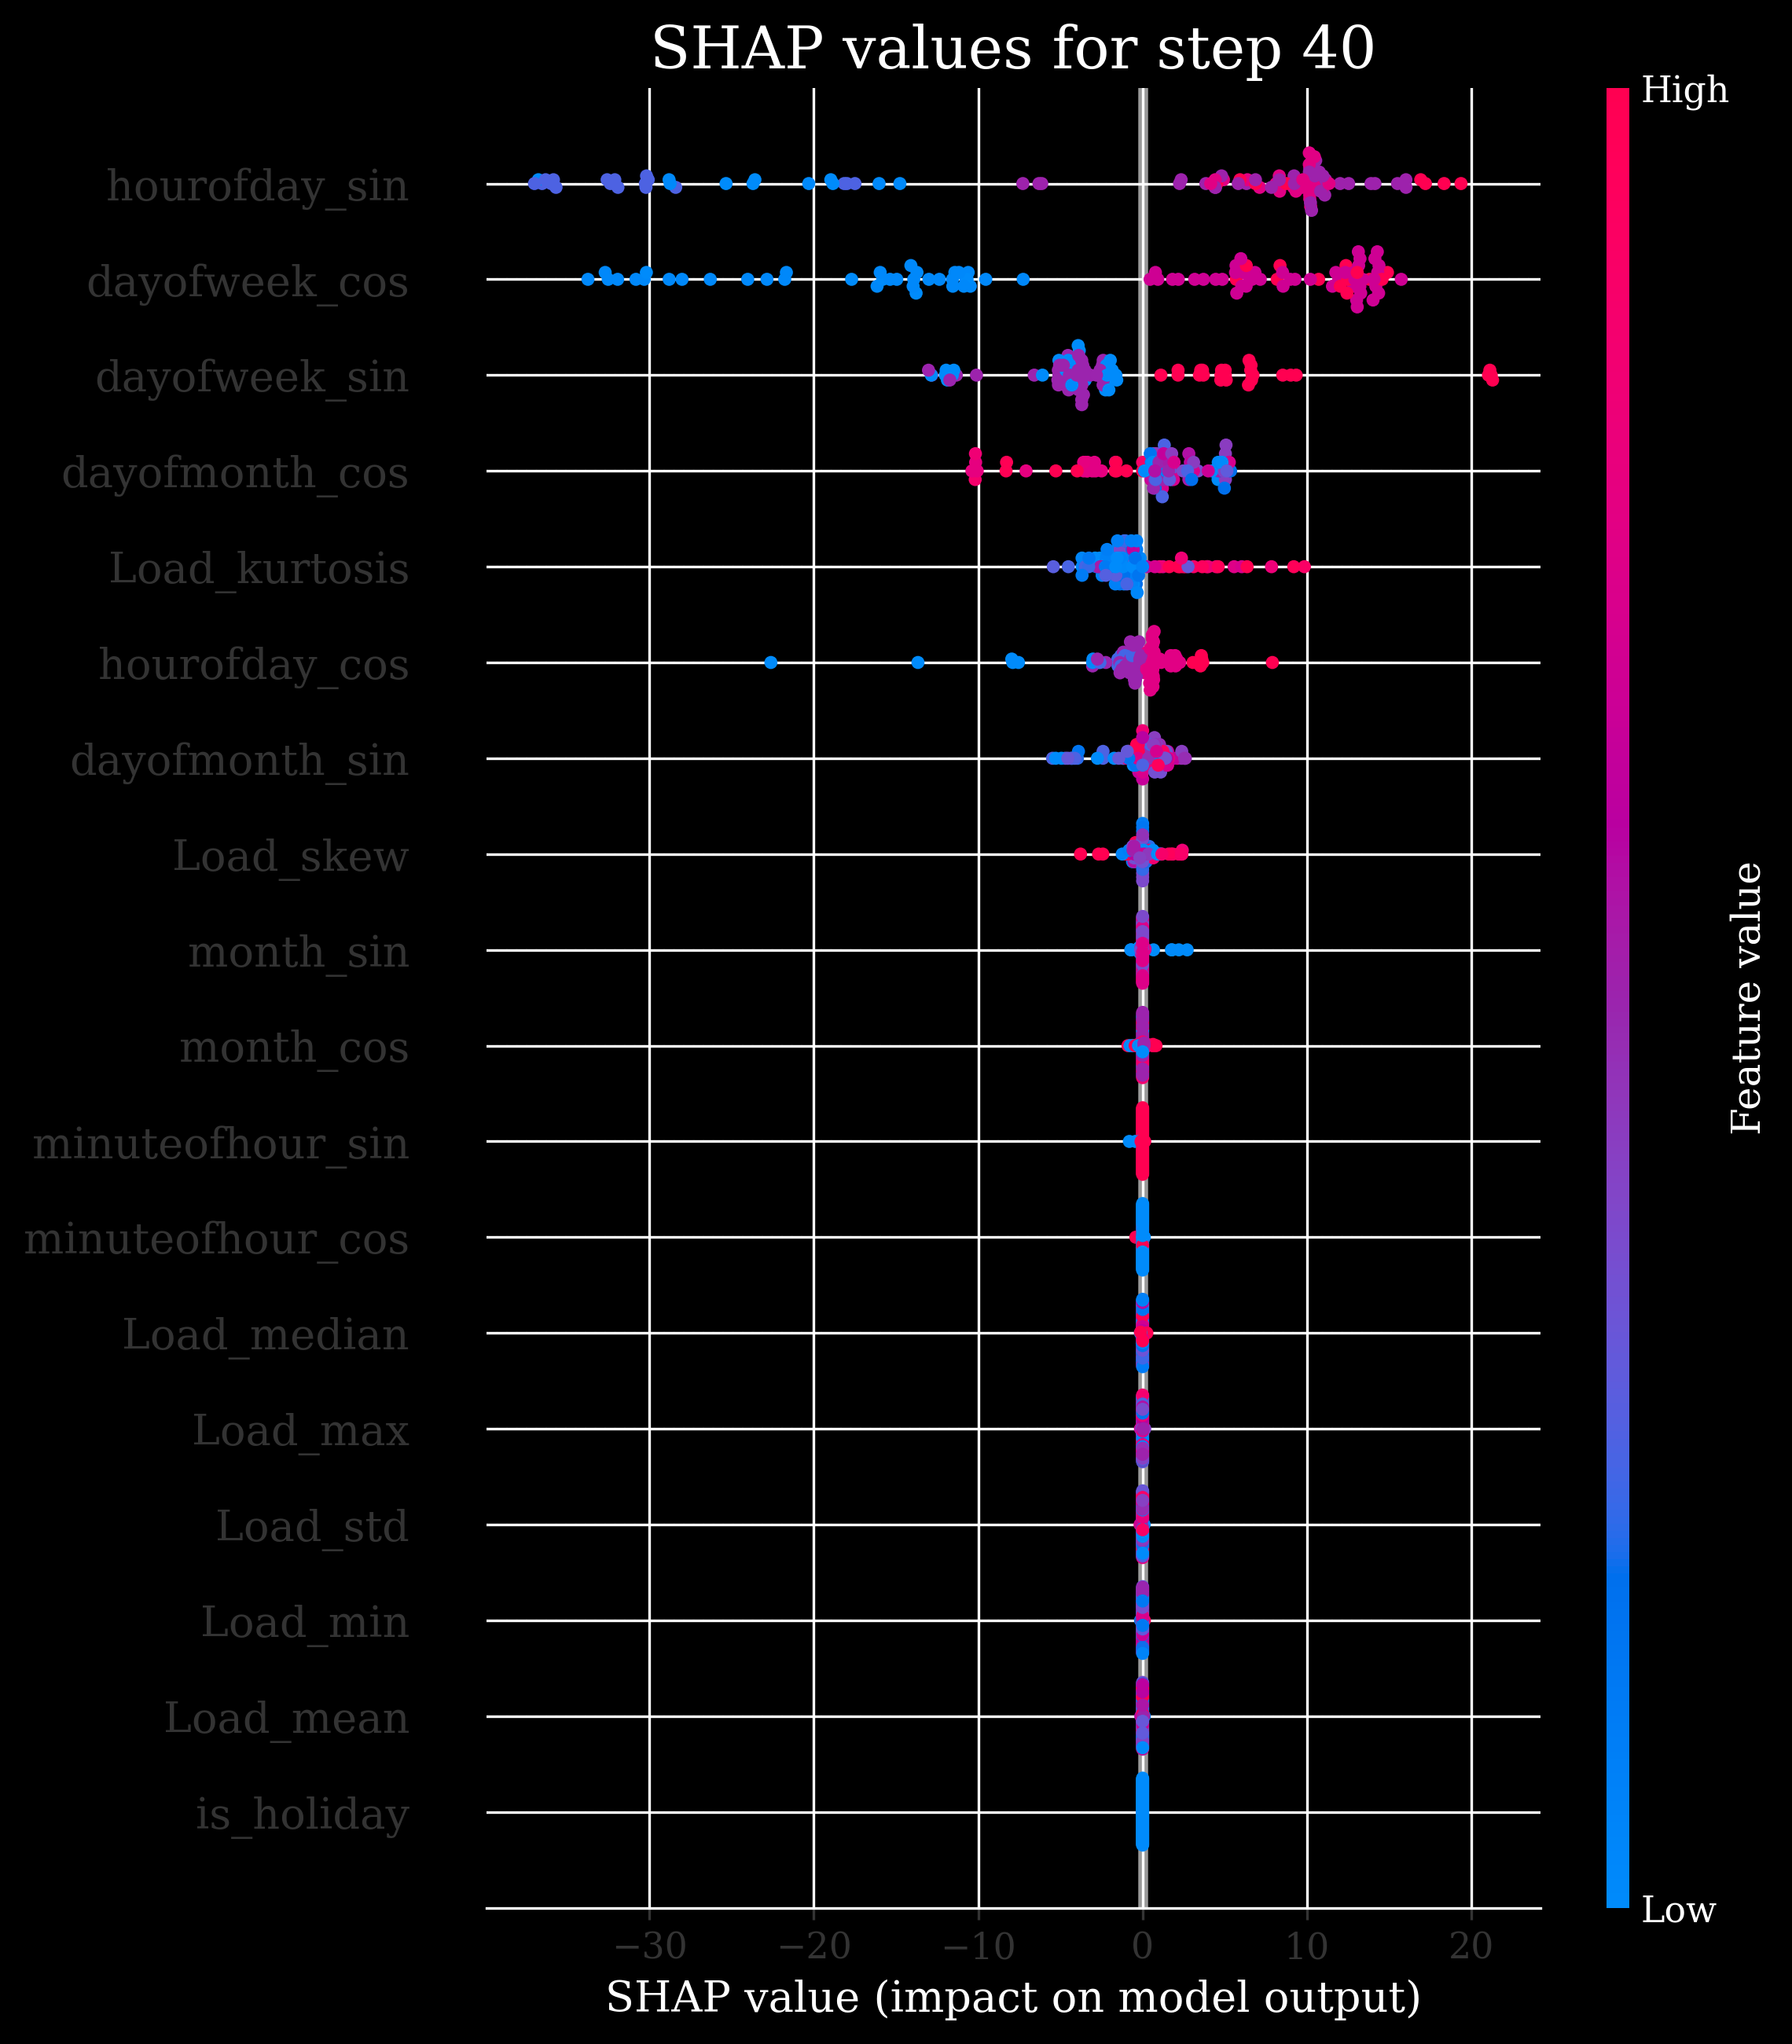 SHAP values for step 40
High
hourofday_sin
dayofweek_cos
dayofweek_sin
dayofmonth_cos
Load_kurtosis
hourofday_cos
dayofmonth_sin
Load_skew
month_sin
month_cos
minuteofhour_sin
minuteofhour_cos
Load_median
Load_max
Load_std
Load_min
Load_mean
is_holiday
Feature value
Low
−30 −20 −10 0 10 20
SHAP value (impact on model output)